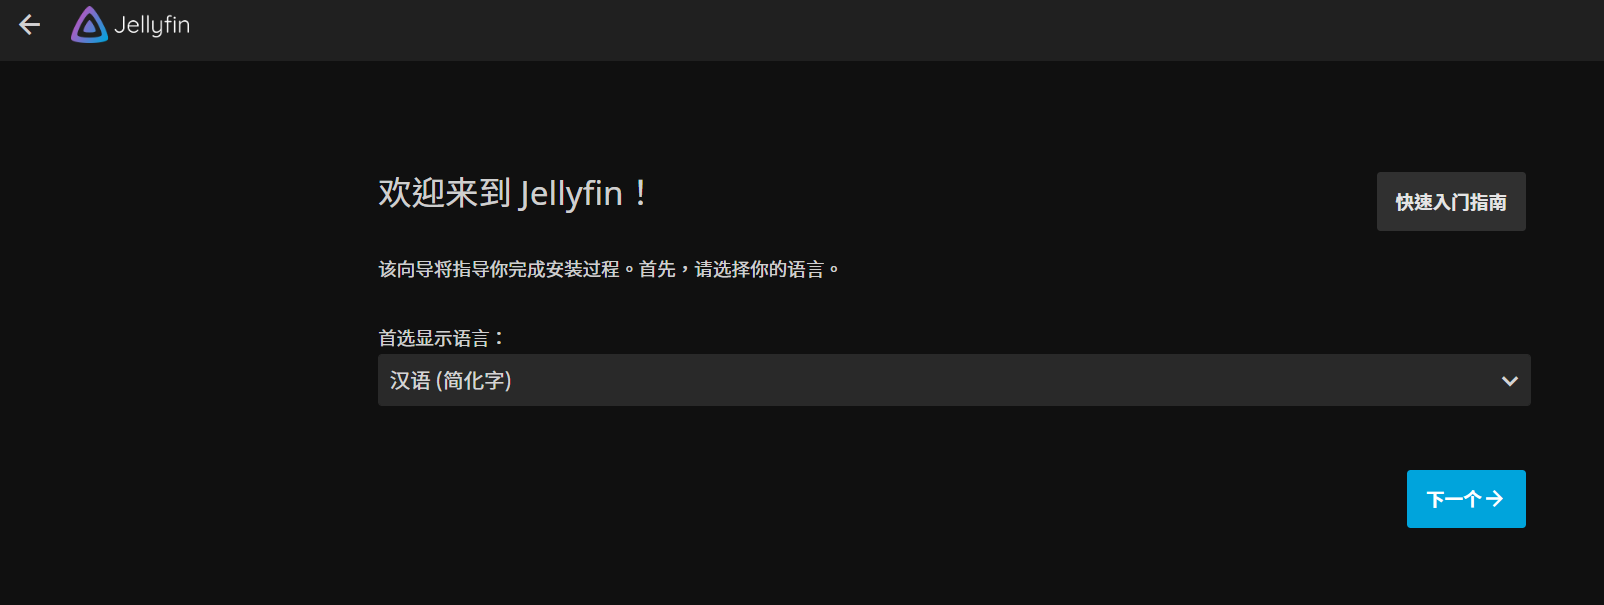 Jellyfin
欢迎来到 Jellyfin！
快速入门指南
该向导将指导你完成安装过程。首先，请选择你的语言。
首选显示语言：
汉语 (简化字)
下一个